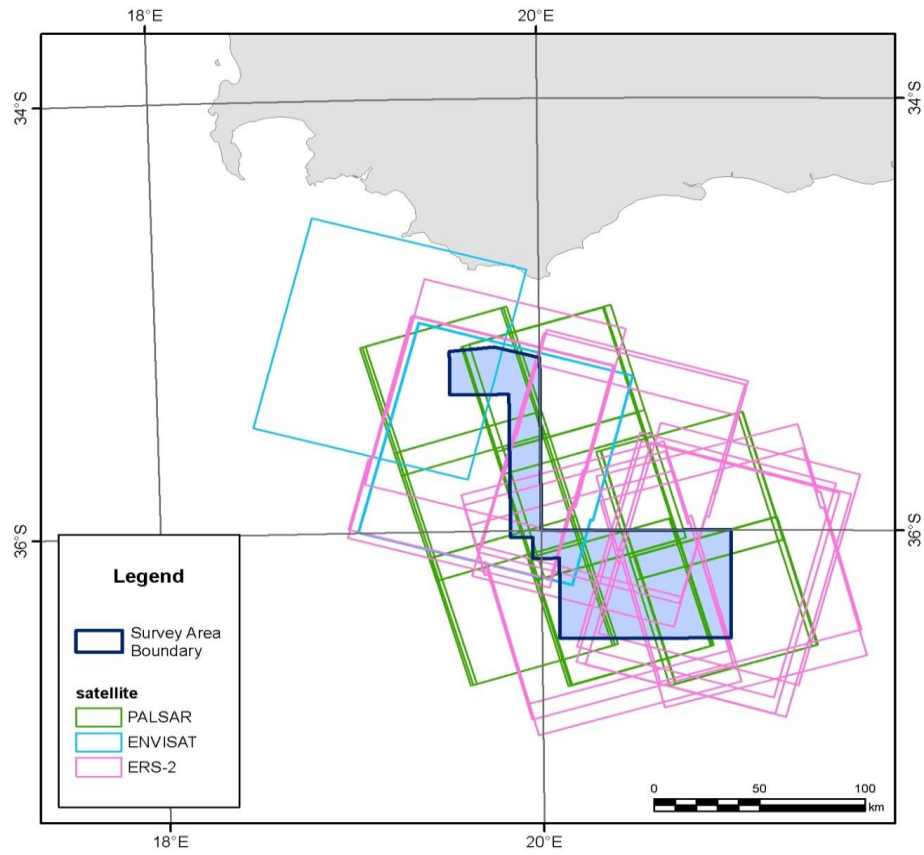 18°E
20°E
34°S
34°S
36°S
36°S
Legend
Survey Area
Boundary
satellite
PALSAR
ENVISAT
ERS-2
0
50
100
km
18°E
20°E